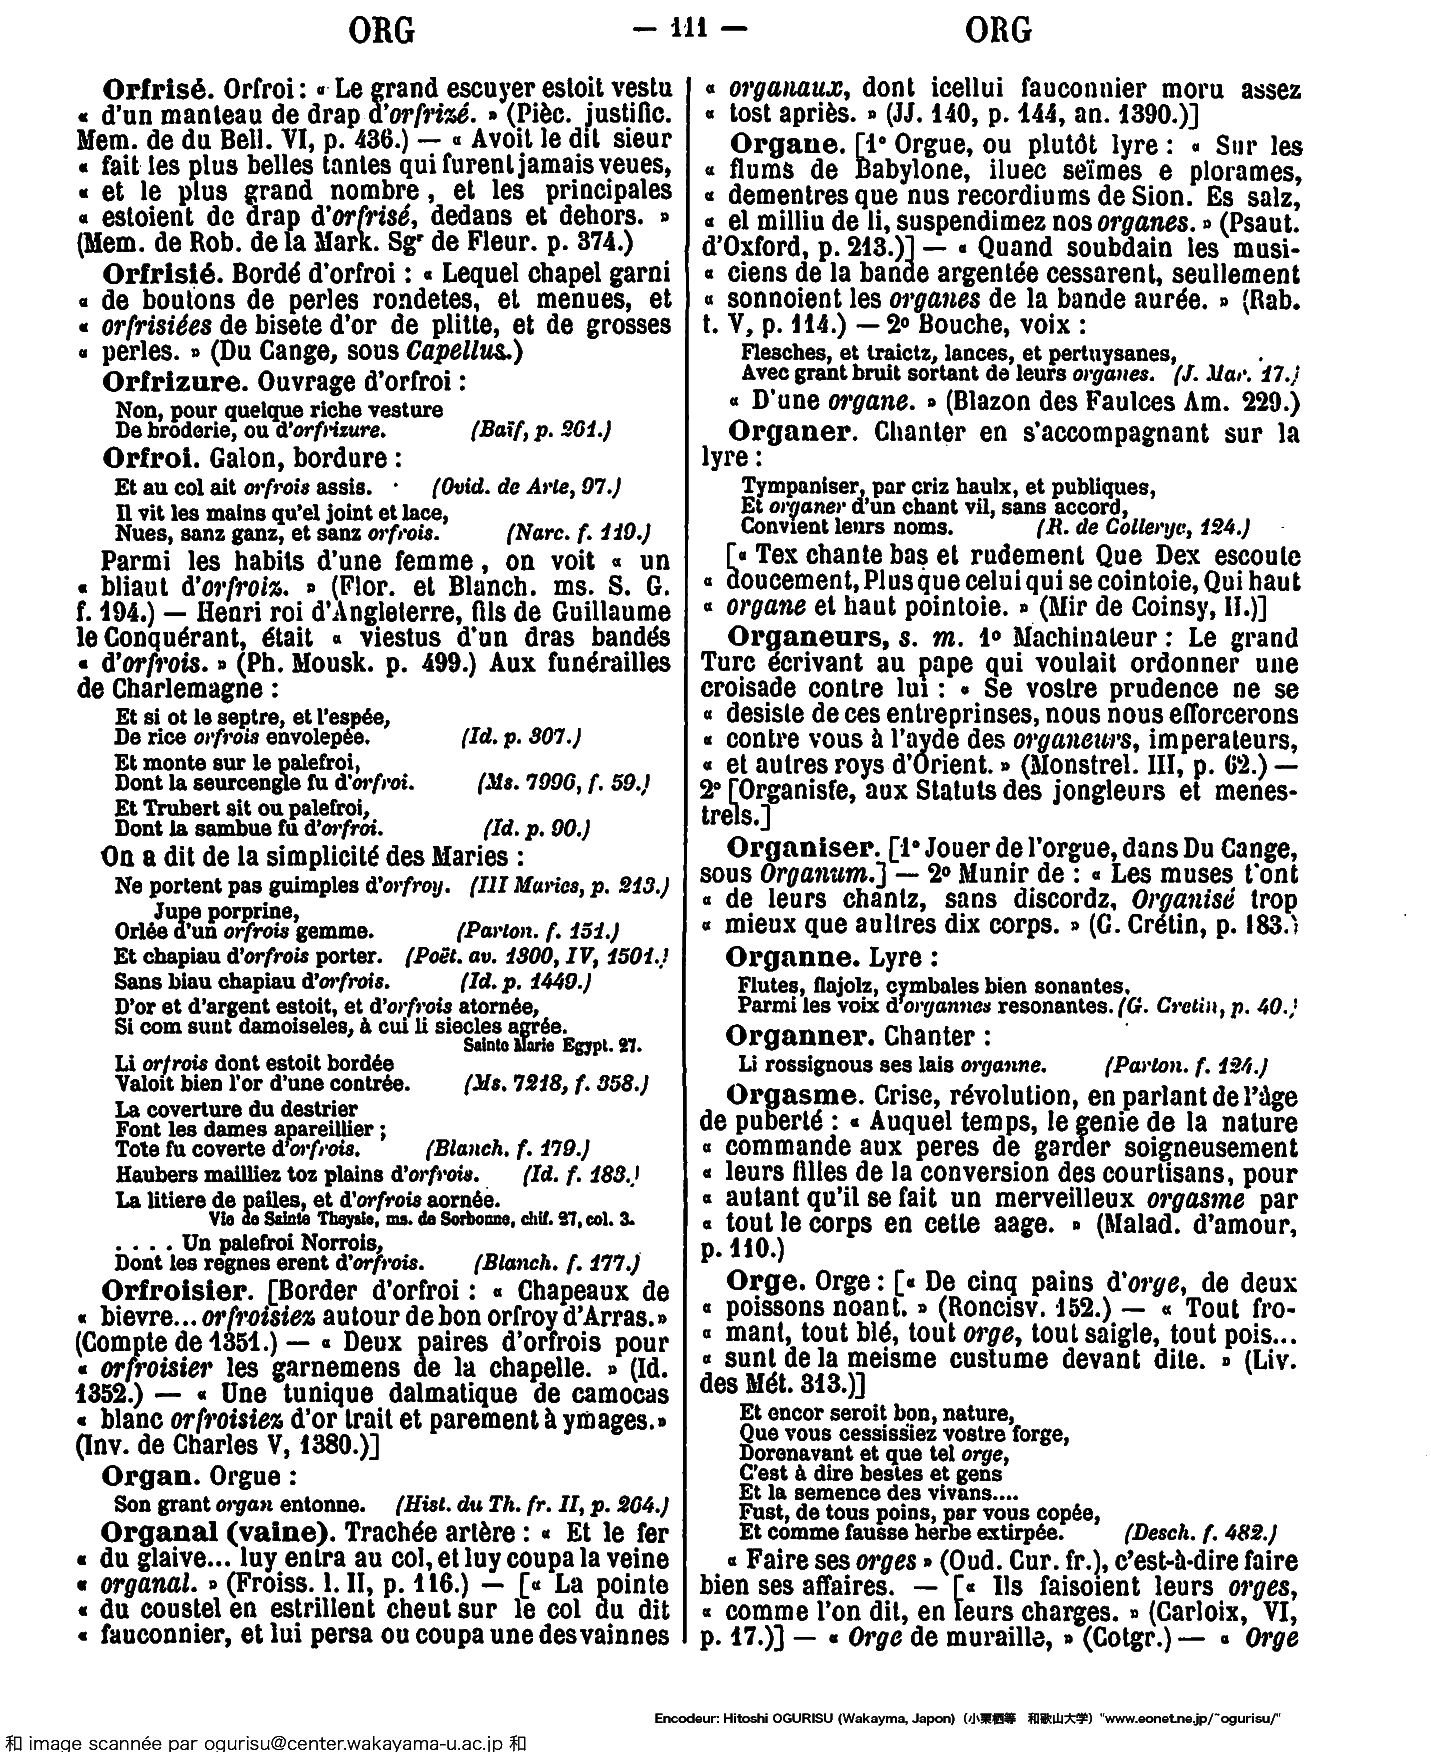 ORG — 111 — ORG
Orfrisé. Orfroi : « Le grand escuyer estoit vestu
« d'un manteau de drap d'orfrizé. » (Pièc. justific.
Mem. de du Bell. VI, p. 436.) — « Avoit le dit sieur
« fait les plus belles tantes qui furent jamais veues,
« et le plus grand nombre, et les principales
« estoient de drap d'orfrisé, dedans et dehors. »
(Mem. de Rob. de la Mark. Sgr de Fleur. p. 374.)
Orfrisié. Bordé d'orfroi : « Lequel chapel garni
« de boutons de perles rondetes, et menues, et
« orfrisiées de bisete d'or de plitte, et de grosses
« perles. » (Du Cange, sous Capellus.)
Orfrizure. Ouvrage d'orfroi :
Non, pour quelque riche vesture
De broderie, ou d'orfrizure. (Baïf, p. 201.)
Orfroi. Galon, bordure :
Et au col ait orfrois assis. (Ovid. de Arte, 97.)
Il vit les mains qu'el joint et lace,
Nues, sanz ganz, et sanz orfrois. (Narc. f. 119.)
Parmi les habits d'une femme, on voit « un
« bliaut d'orfroiz. » (Flor. et Blanch. ms. S. G.
f. 194.) — Henri roi d'Angleterre, fils de Guillaume
le Conquérant, était « viestus d'un dras bandés
« d'orfrois. » (Ph. Mousk. p. 499.) Aux funérailles
de Charlemagne :
Et si ot le septre, et l'espée,
De rice orfrois envolepée. (Id. p. 307.)
Et monte sur le palefroi,
Dont la seurcengle fu d'orfroi. (Ms. 7996, f. 59.)
Et Trubert sit ou palefroi,
Dont la sambue fu d'orfroi. (Id. p. 90.)
On a dit de la simplicité des Maries :
Ne portent pas guimples d'orfroy. (III Maries, p. 213.)
Jupe porprine,
Orlée d'un orfrois gemme. (Parton. f. 151.)
Et chapiau d'orfrois porter. (Poët. av. 1300, IV, 1501.)
Sans biau chapiau d'orfrois. (Id. p. 1449.)
D'or et d'argent estoit, et d'orfrois atornée,
Si com sunt damoiseles, à cui li siecles agrée.
Sainte Marie Egypt. 27.
Li orfrois dont estoit bordée
Valoit bien l'or d'une contrée. (Ms. 7218, f. 358.)
La coverture du destrier
Font les dames apareillier ;
Tote fu coverte d'orfrois. (Blanch. f. 179.)
Haubers mailliez toz plains d'orfrois. (Id. f. 183.)
La litiere de pailes, et d'orfrois aornée.
Vie de Sainte Thaysie, ms. de Sorbonne, chif. 27, col. 3.
. . . . Un palefroi Norrois,
Dont les regnes erent d'orfrois. (Blanch. f. 177.)
Orfroisier. [Border d'orfroi : « Chapeaux de
« bievre... orfroisiez autour de bon orfroy d'Arras. »
(Compte de 1351.) — « Deux paires d'orfrois pour
« orfroisier les garnemens de la chapelle. » (Id.
1352.) — « Une tunique dalmatique de camocas
« blanc orfroisiez d'or trait et parement à ymages. »
(Inv. de Charles V, 1380.)]
Organ. Orgue :
Son grant organ entonne. (Hist. du Th. fr. II, p. 204.)
Organal (vaine). Trachée artère : « Et le fer
« du glaive... luy entra au col, et luy coupa la veine
« organal. » (Froiss. l. II, p. 116.) — [« La pointe
« du coustel en estrillent cheut sur le col du dit
« fauconnier, et lui persa ou coupa une des vainnes
« organaux, dont icellui fauconnier moru assez
« tost apriès. » (JJ. 140, p. 144, an. 1390.)]
Organe. [1° Orgue, ou plutôt lyre : « Sur les
« flums de Babylone, iluec seïmes e plorames,
« dementres que nus recordiums de Sion. Es salz,
« el milliu de li, suspendimez nos organes. » (Psaut.
d'Oxford, p. 213.)] — « Quand soubdain les musi-
« ciens de la bande argentée cessarent, seullement
« sonnoient les organes de la bande aurée. » (Rab.
t. V, p. 114.) — 2° Bouche, voix :
Flesches, et traictz, lances, et pertuysanes,
Avec grant bruit sortant de leurs organes. (J. Mar. 17.)
« D'une organe. » (Blazon des Faulces Am. 229.)
Organer. Chanter en s'accompagnant sur la
lyre :
Tympaniser, par criz haulx, et publiques,
Et organer d'un chant vil, sans accord,
Convient leurs noms. (R. de Collerye, 124.)
[« Tex chante bas et rudement Que Dex escoute
« doucement, Plus que celui qui se cointoie, Qui haut
« organe et haut pointoie. » (Mir de Coinsy, II.)]
Organeurs, s. m. 1° Machinateur : Le grand
Turc écrivant au pape qui voulait ordonner une
croisade contre lui : « Se vostre prudence ne se
« desiste de ces entreprinses, nous nous efforcerons
« contre vous à l'ayde des organeurs, imperateurs,
« et autres roys d'Orient. » (Monstrel. III, p. 62.) —
2° [Organiste, aux Statuts des jongleurs et menes-
trels.]
Organiser. [1° Jouer de l'orgue, dans Du Cange,
sous Organum.] — 2° Munir de : « Les muses t'ont
« de leurs chantz, sans discordz, Organisé trop
« mieux que aultres dix corps. » (G. Crétin, p. 183.)
Organne. Lyre :
Flutes, flajolz, cymbales bien sonantes,
Parmi les voix d'organnes resonantes. (G. Cretin, p. 40.)
Organner. Chanter :
Li rossignous ses lais organne. (Parton. f. 124.)
Orgasme. Crise, révolution, en parlant de l'âge
de puberté : « Auquel temps, le genie de la nature
« commande aux peres de garder soigneusement
« leurs filles de la conversion des courtisans, pour
« autant qu'il se fait un merveilleux orgasme par
« tout le corps en cette aage. » (Malad. d'amour,
p. 110.)
Orge. Orge : [« De cinq pains d'orge, de deux
« poissons noant. » (Roncisv. 152.) — « Tout fro-
« mant, tout blé, tout orge, tout saigle, tout pois...
« sunt de la meisme custume devant dite. » (Liv.
des Mét. 313.)]
Et encor seroit bon, nature,
Que vous cessissiez vostre forge,
Dorenavant et que tel orge,
C'est à dire bestes et gens
Et la semence des vivans....
Fust, de tous poins, par vous copée,
Et comme fausse herbe extirpée. (Desch. f. 482.)
« Faire ses orges » (Oud. Cur. fr.), c'est-à-dire faire
bien ses affaires. — [« Ils faisoient leurs orges,
« comme l'on dit, en leurs charges. » (Carloix, VI,
p. 17.)] — « Orge de muraille, » (Cotgr.) — « Orge
Encodeur: Hitoshi OGURISU (Wakayma, Japon) (小栗栖等 和歌山大学) "www.eonet.ne.jp/~ogurisu/"
和 image scannée par ogurisu@center.wakayama-u.ac.jp 和